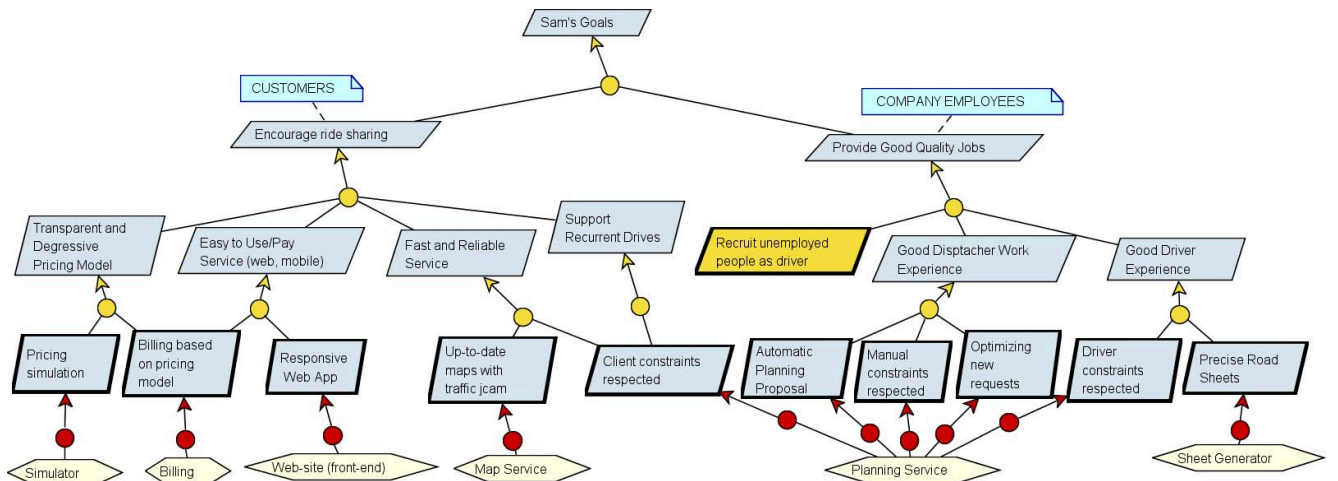 Sam's Goals
CUSTOMERS
COMPANY EMPLOYEES
Encourage ride sharing
Provide Good Quality Jobs
Transparent and
Degressive
Pricing Model
Easy to Use/Pay
Service (web, mobile)
Fast and Reliable
Service
Support
Recurrent Drives
Recruit unemployed
people as driver
Good Disptacher Work
Experience
Good Driver
Experience
Pricing
simulation
Billing based
on pricing
model
Responsive
Web App
Up-to-date
maps with
traffic jcam
Client constraints
respected
Automatic
Planning
Proposal
Manual
constraints
respected
Optimizing
new
requests
Driver
constraints
respected
Precise Road
Sheets
Simulator
Billing
Web-site (front-end)
Map Service
Planning Service
Sheet Generator